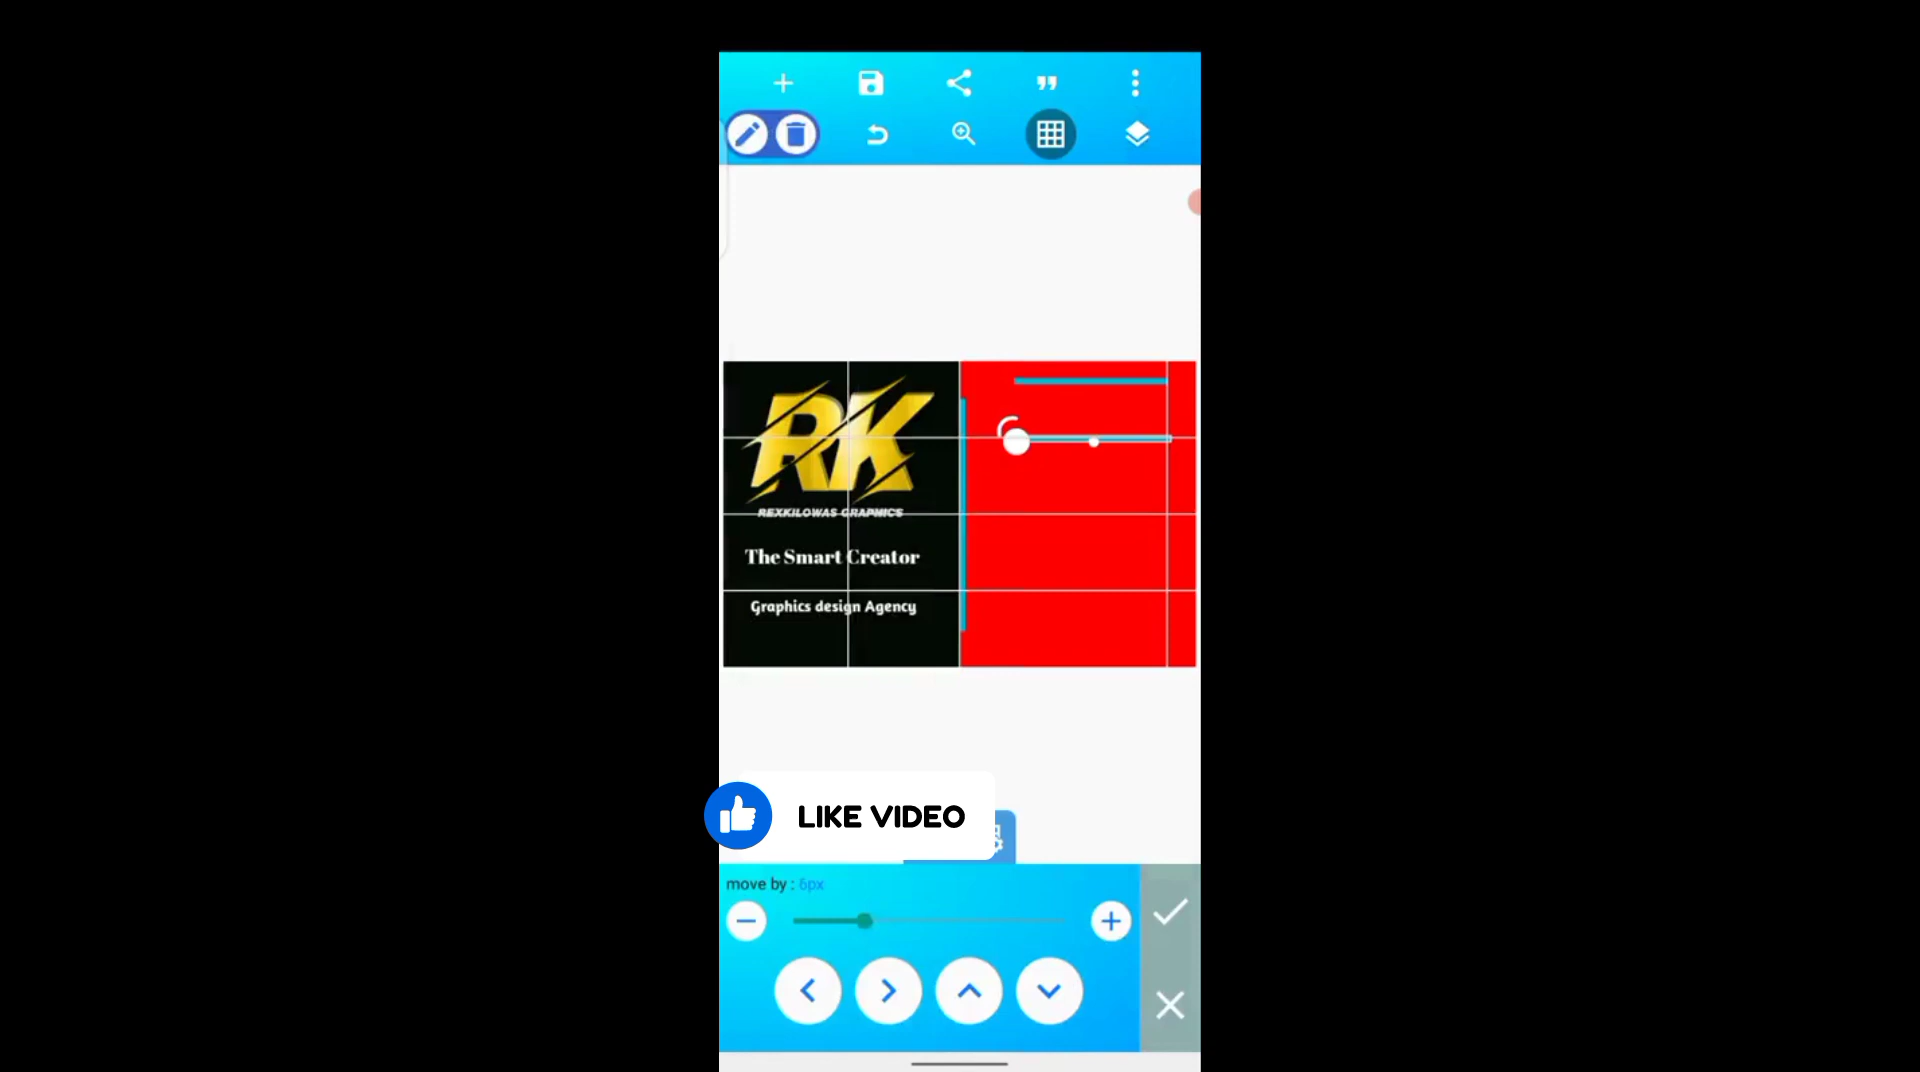 RK
REXKILOWAS GRAPHICS
The Smart Creator
Graphics design Agency
LIKE VIDEO
move by : 6px